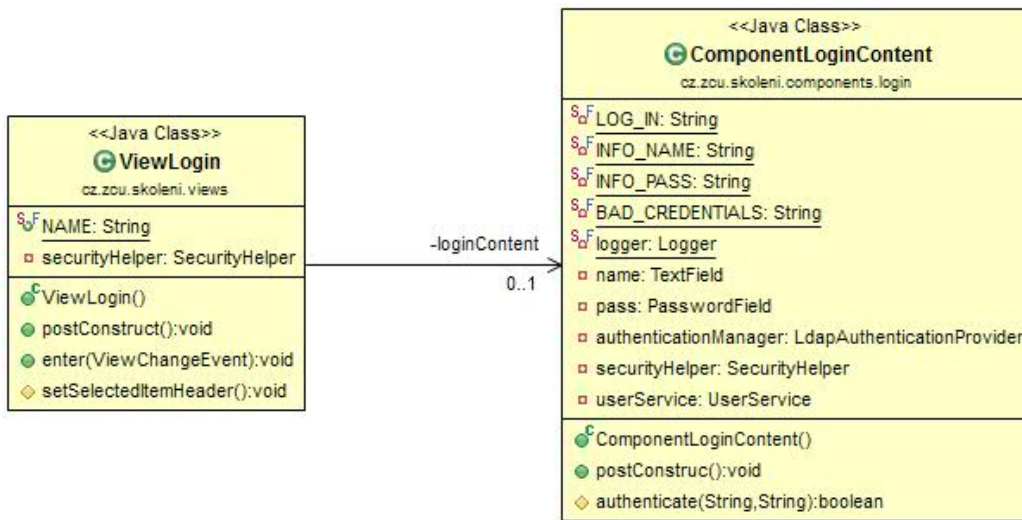 <<Java Class>>
ViewLogin
cz.zcu.skoleni.views
NAME: String
securityHelper: SecurityHelper
ViewLogin()
postConstruct():void
enter(ViewChangeEvent):void
setSelectedItemHeader():void
-loginContent
0..1
<<Java Class>>
ComponentLoginContent
cz.zcu.skoleni.components.login
LOG_IN: String
INFO_NAME: String
INFO_PASS: String
BAD_CREDENTIALS: String
logger: Logger
name: TextField
pass: PasswordField
authenticationManager: LdapAuthenticationProvider
securityHelper: SecurityHelper
userService: UserService
ComponentLoginContent()
postConstruc():void
authenticate(String,String):boolean